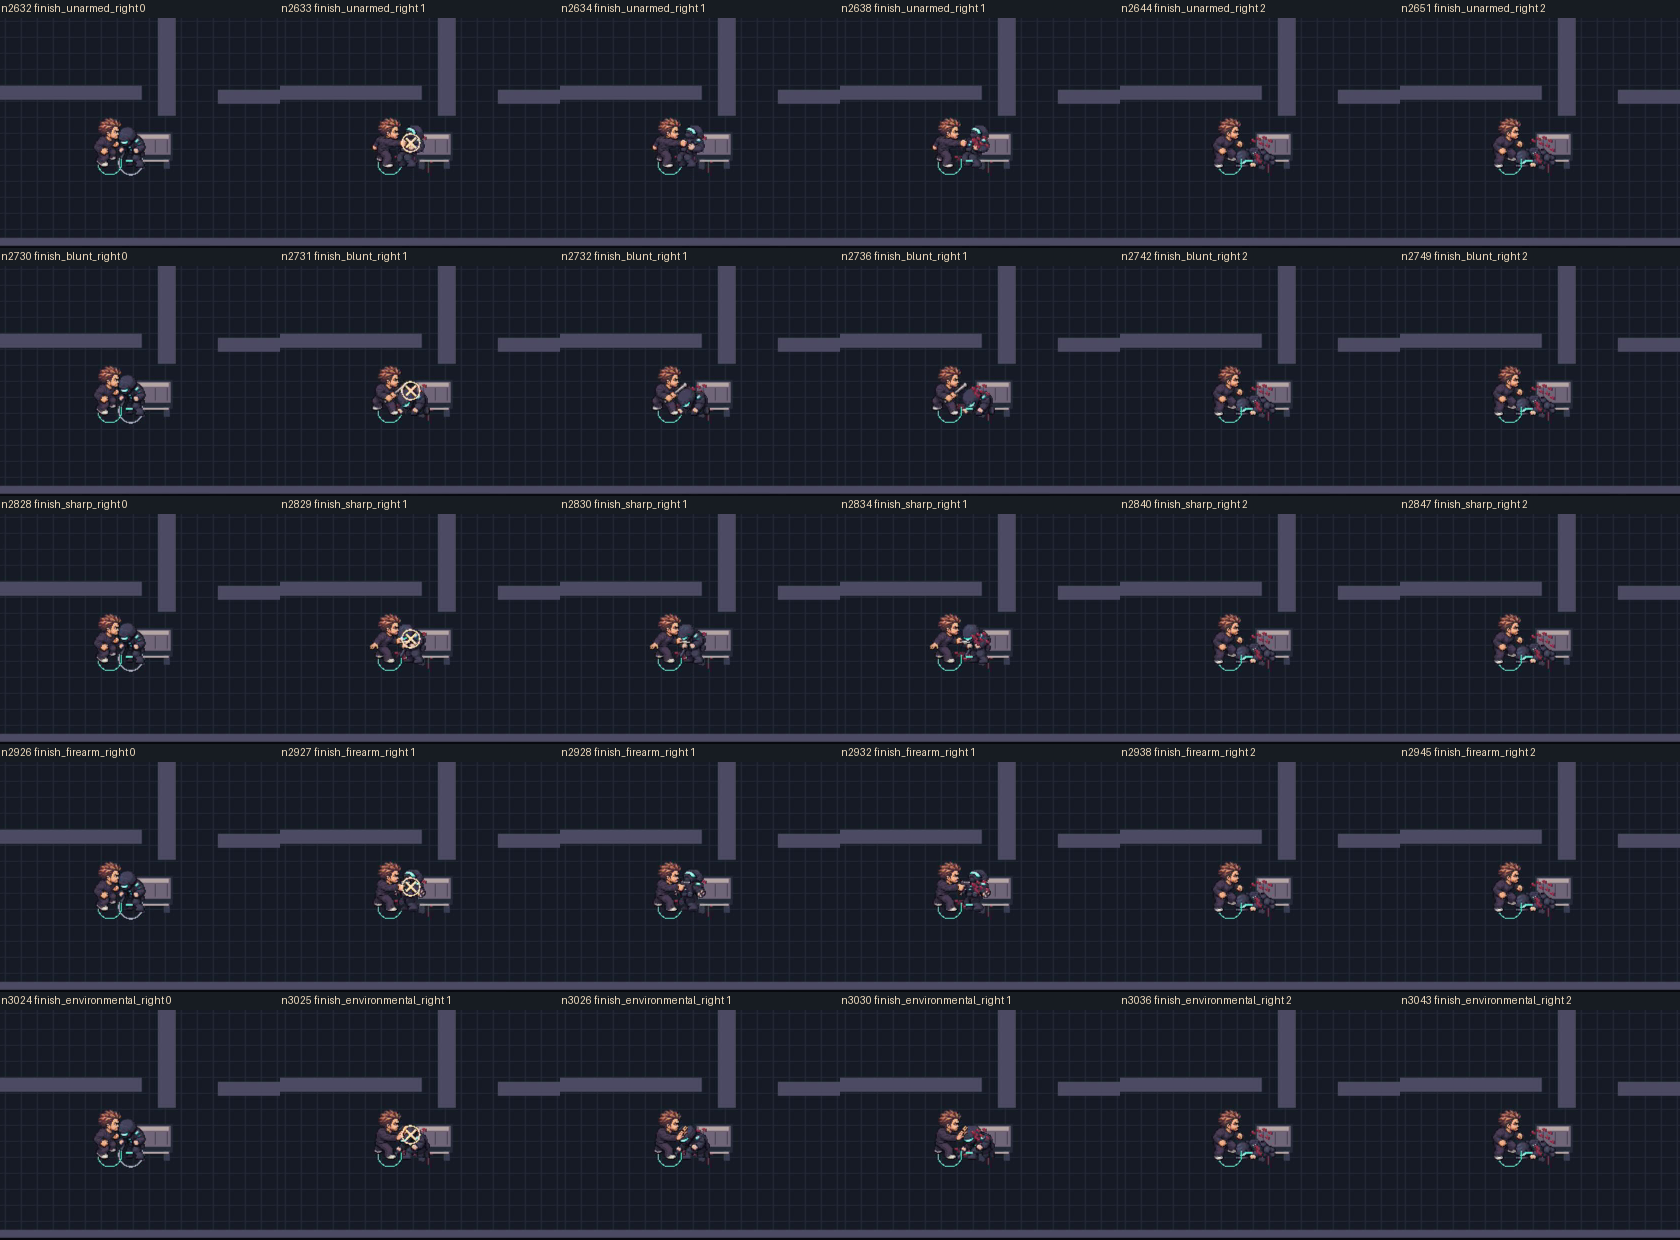 n2632 finish_unarmed_right 0
n2633 finish_unarmed_right 1
n2634 finish_unarmed_right 1
n2638 finish_unarmed_right 1
n2644 finish_unarmed_right 2
n2651 finish_unarmed_right 2
n2730 finish_blunt_right 0
n2731 finish_blunt_right 1
n2732 finish_blunt_right 1
n2736 finish_blunt_right 1
n2742 finish_blunt_right 2
n2749 finish_blunt_right 2
n2828 finish_sharp_right 0
n2829 finish_sharp_right 1
n2830 finish_sharp_right 1
n2834 finish_sharp_right 1
n2840 finish_sharp_right 2
n2847 finish_sharp_right 2
n2926 finish_firearm_right 0
n2927 finish_firearm_right 1
n2928 finish_firearm_right 1
n2932 finish_firearm_right 1
n2938 finish_firearm_right 2
n2945 finish_firearm_right 2
n3024 finish_environmental_right 0
n3025 finish_environmental_right 1
n3026 finish_environmental_right 1
n3030 finish_environmental_right 1
n3036 finish_environmental_right 2
n3043 finish_environmental_right 2